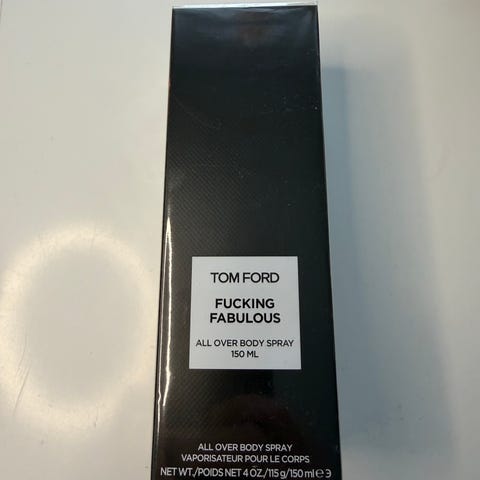 TOM FORD
FUCKING
FABULOUS
ALL OVER BODY SPRAY
150 ML
ALL OVER BODY SPRAY
VAPORISATEUR POUR LE CORPS
NET WT./POIDS NET 4 OZ./115 g/150 ml ℮